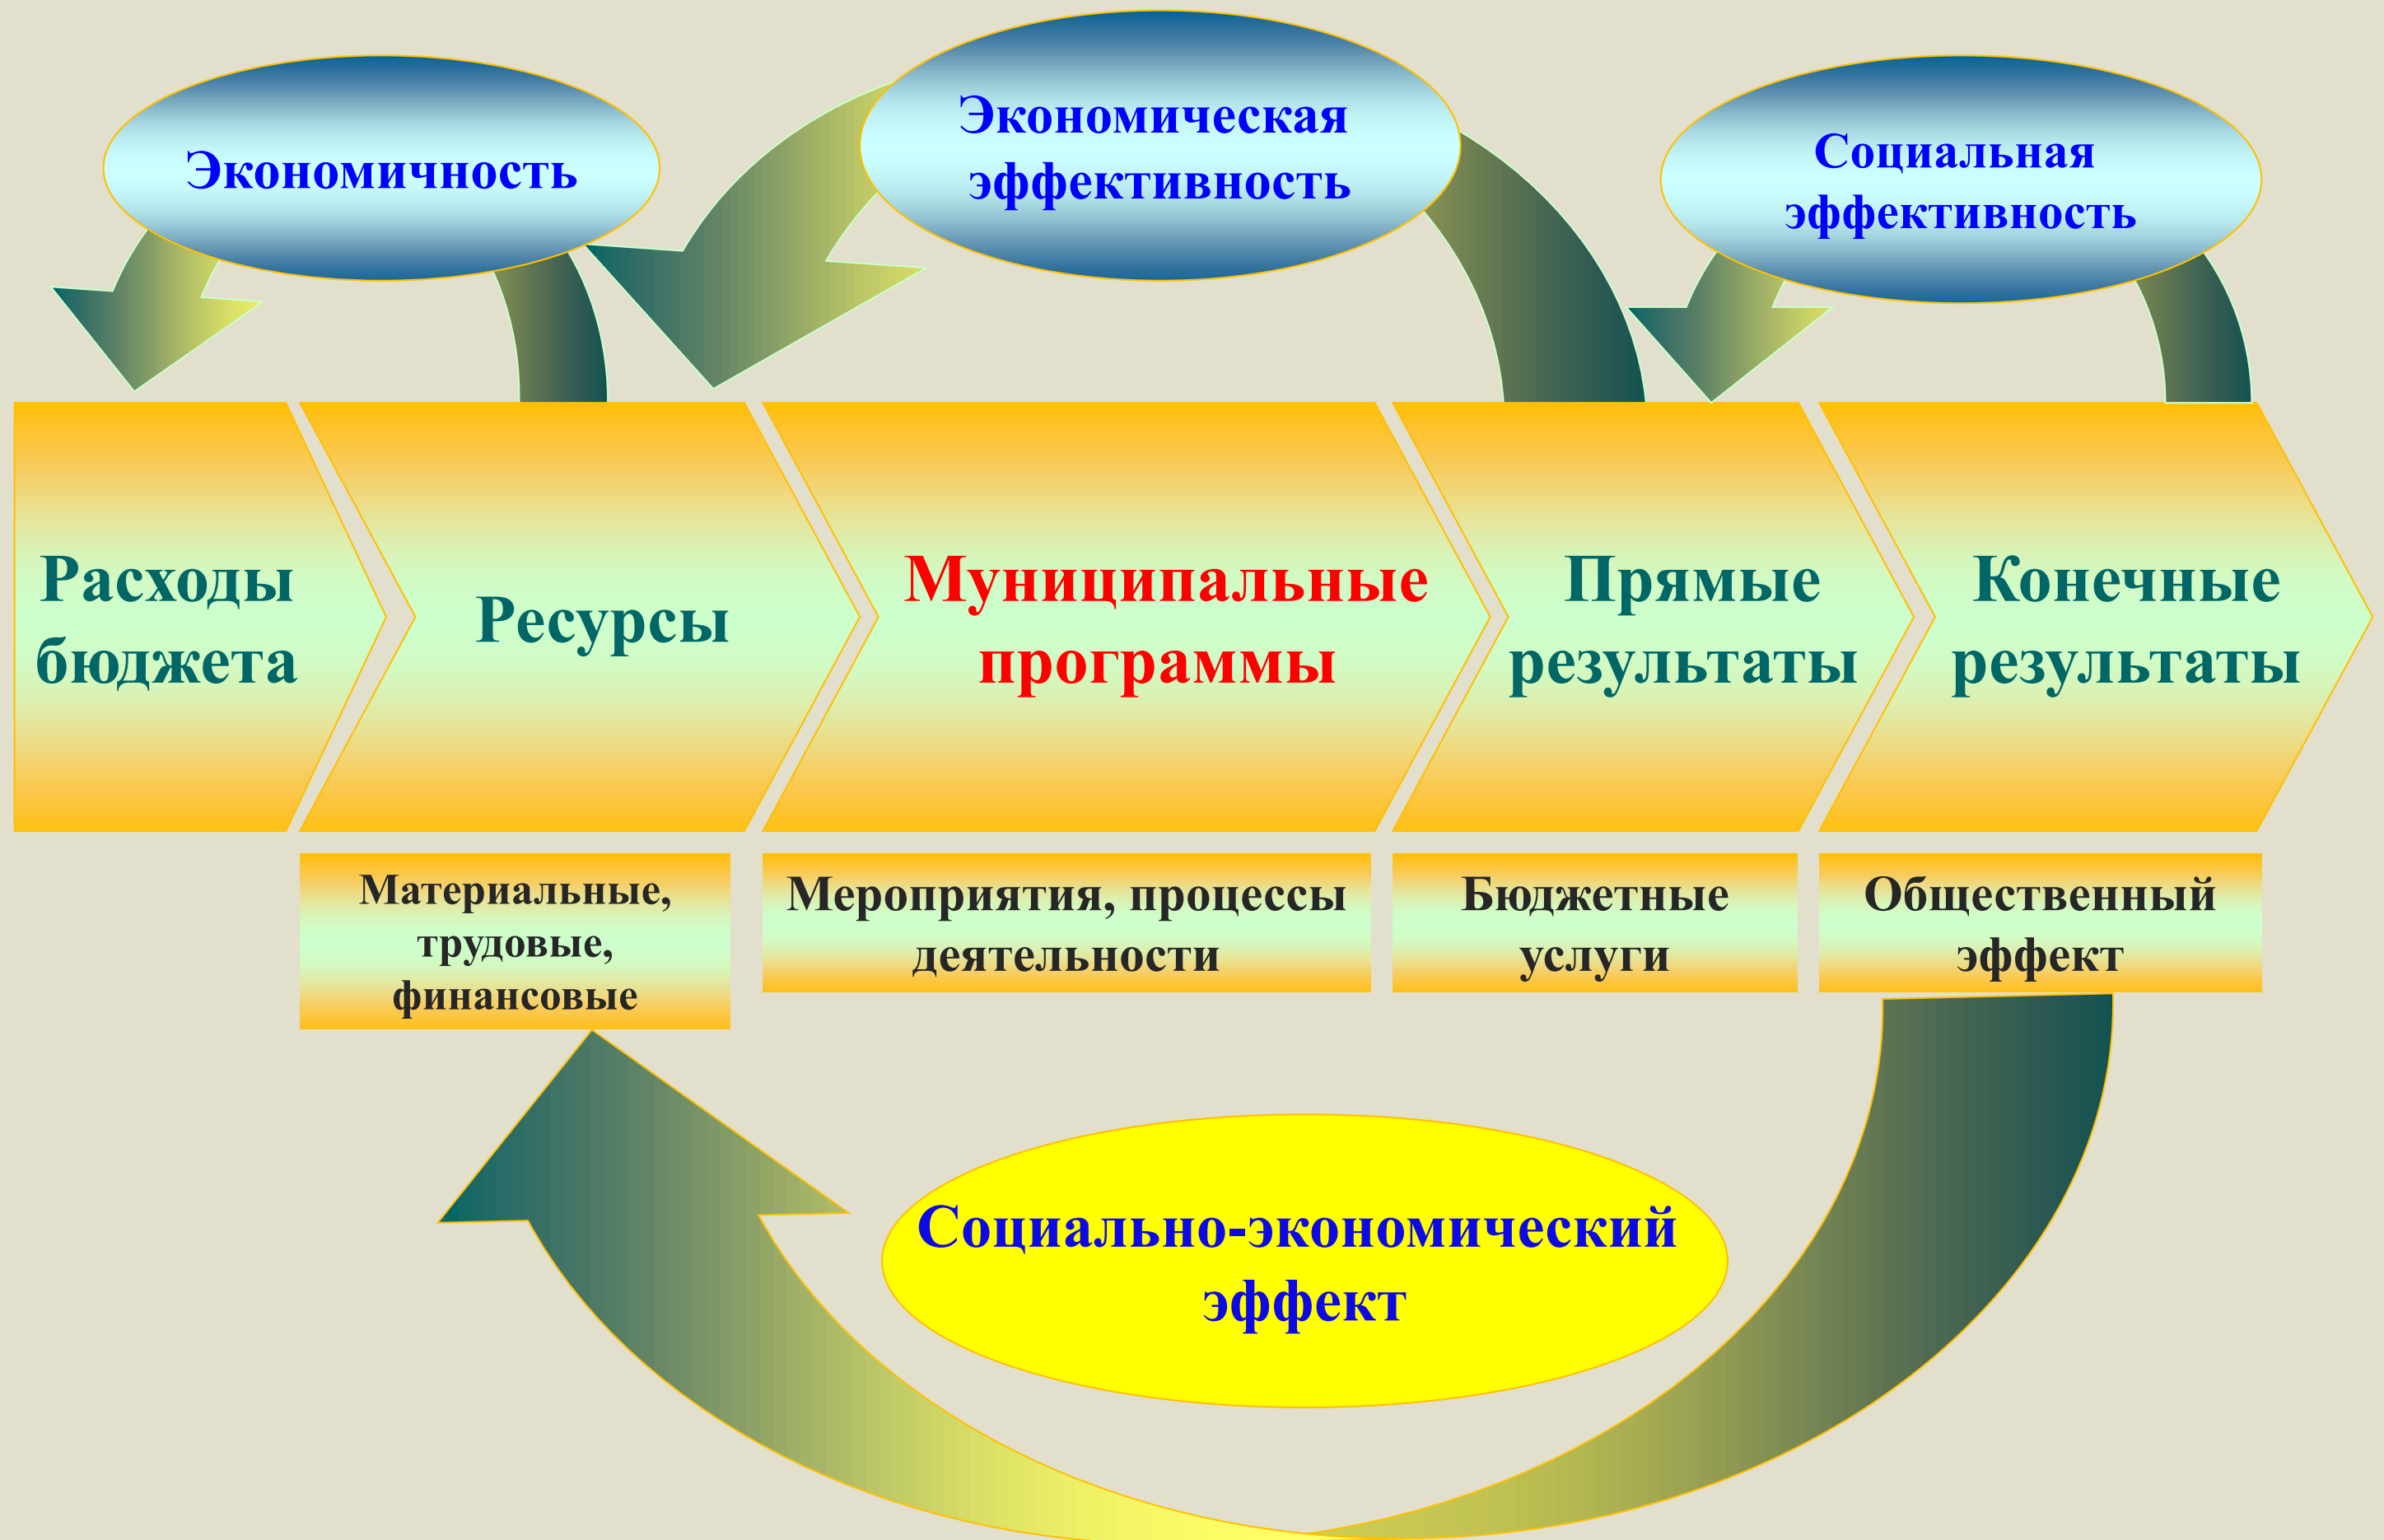 Экономичность
Экономическая
эффективность
Социальная
эффективность
Расходы
бюджета
Ресурсы
Муниципальные
программы
Прямые
результаты
Конечные
результаты
Материальные,
трудовые,
финансовые
Мероприятия, процессы
деятельности
Бюджетные
услуги
Общественный
эффект
Социально-экономический
эффект